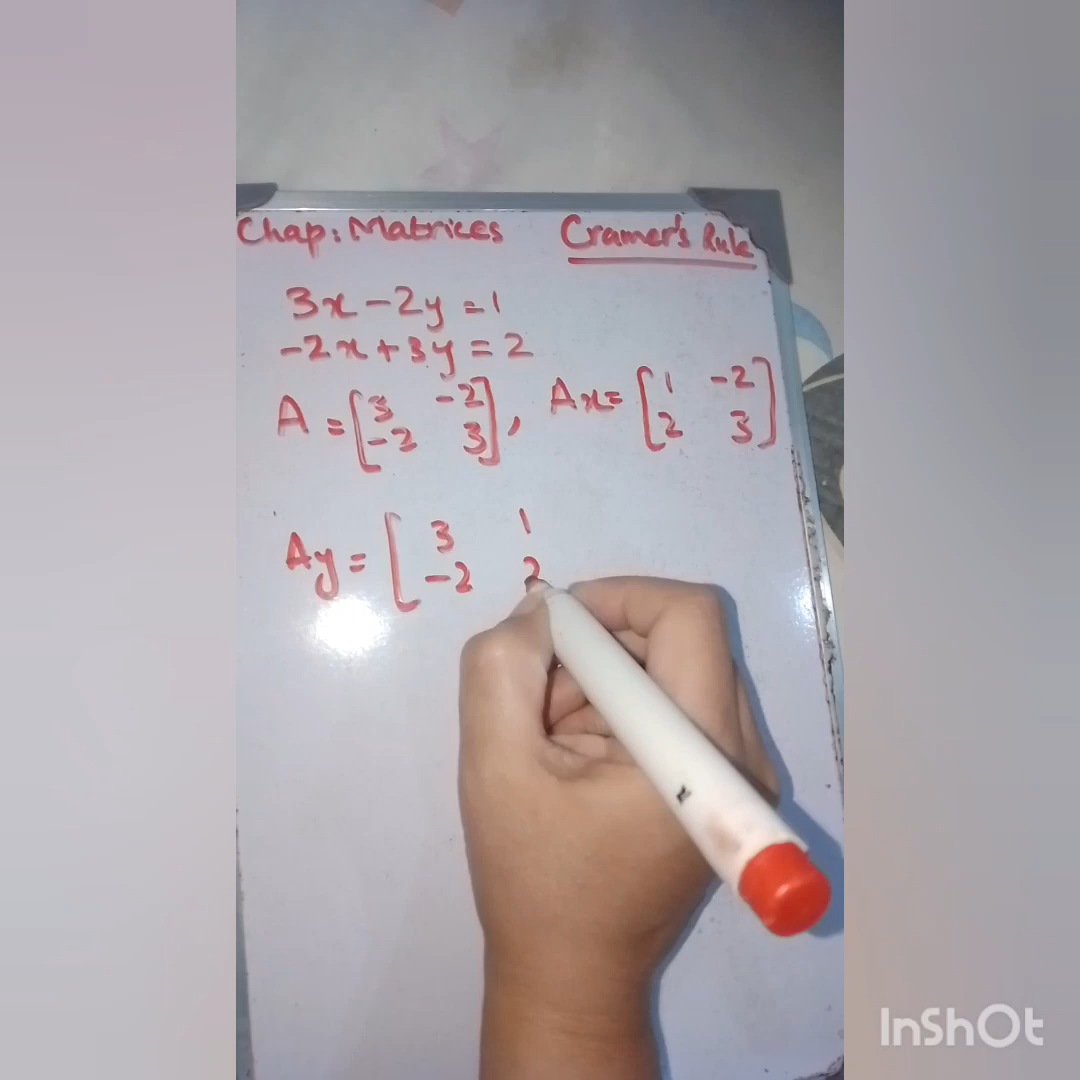 Chap: Matrices Cramer's Rule
3x - 2y = 1
-2x + 3y = 2
A = [3 -2
-2 3], Ax = [1 -2
2 3]
Ay = [3 1
-2 2
InShOt